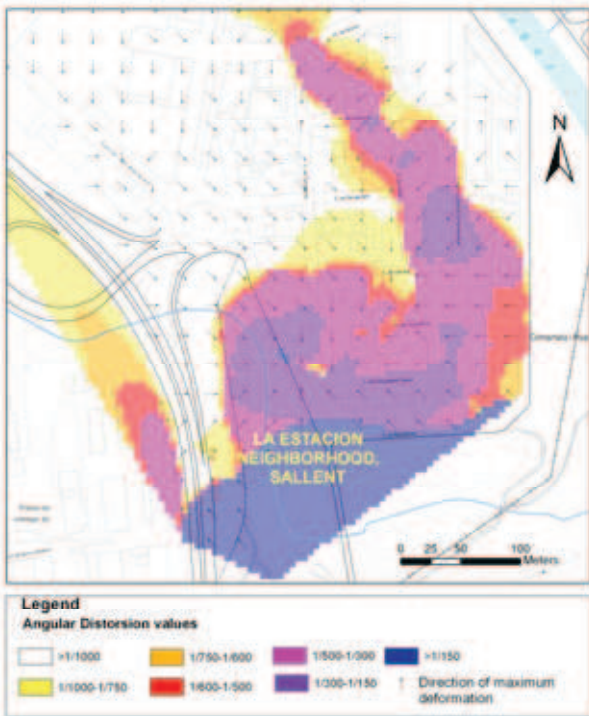 N
LA ESTACION
NEIGHBORHOOD,
SALLENT
0 25 50 100
Meters
Legend
Angular Distorsion values
>1/1000 1/750-1/600 1/500-1/300 >1/150
1/1000-1/750 1/600-1/500 1/300-1/150 Direction of maximum
deformation